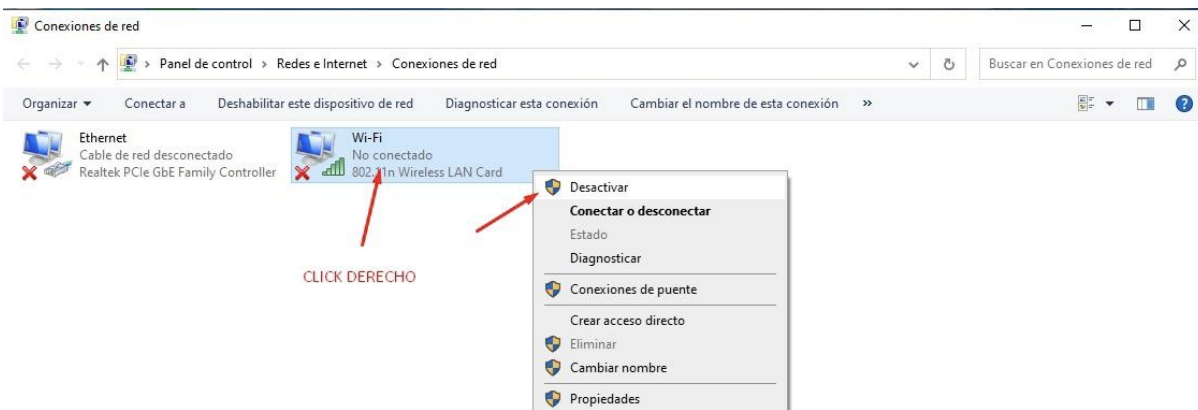 Conexiones de red
Panel de control > Redes e Internet > Conexiones de red
Buscar en Conexiones de red
Organizar
Conectar a
Deshabilitar este dispositivo de red
Diagnosticar esta conexión
Cambiar el nombre de esta conexión
»
Ethernet
Cable de red desconectado
Realtek PCIe GbE Family Controller
Wi-Fi
No conectado
802.11n Wireless LAN Card
CLICK DERECHO
Desactivar
Conectar o desconectar
Estado
Diagnosticar
Conexiones de puente
Crear acceso directo
Eliminar
Cambiar nombre
Propiedades